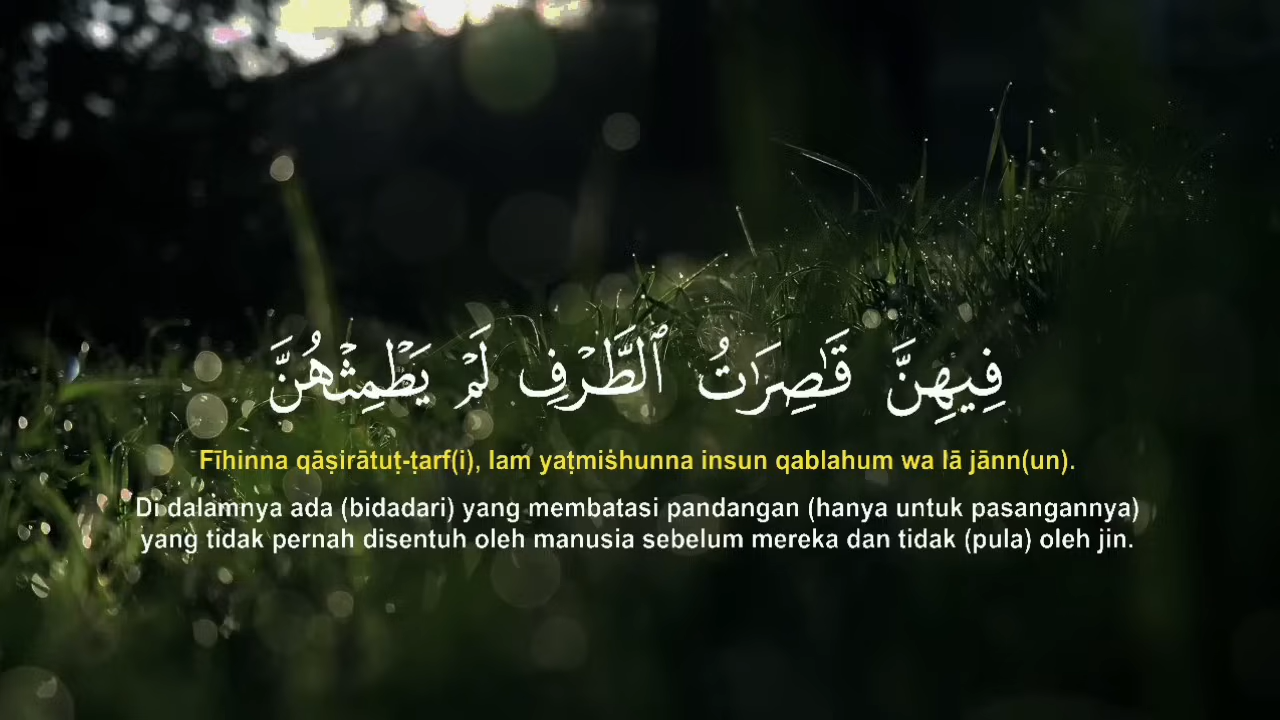 فِيهِنَّ قَٰصِرَٰتُ ٱلطَّرْفِ لَمْ يَطْمِثْهُنَّ
Fīhinna qāṣirātuṭ-ṭarf(i), lam yaṭmiṡhunna insun qablahum wa lā jānn(un).
Di dalamnya ada (bidadari) yang membatasi pandangan (hanya untuk pasangannya)
yang tidak pernah disentuh oleh manusia sebelum mereka dan tidak (pula) oleh jin.